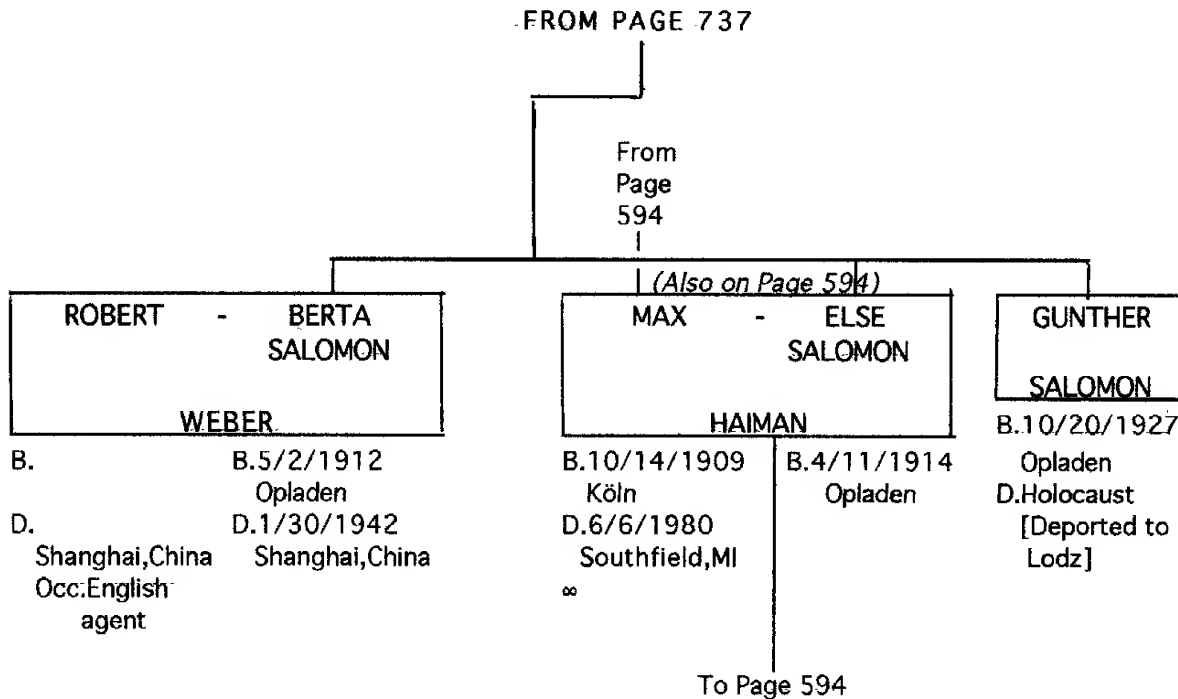 FROM PAGE 737
From
Page
594
(Also on Page 594)
ROBERT - BERTA
SALOMON
WEBER
B. B.5/2/1912
Opladen
D. D.1/30/1942
Shanghai,China Shanghai,China
Occ:English
agent
MAX - ELSE
SALOMON
HAIMAN
B.10/14/1909 B.4/11/1914
Köln Opladen
D.6/6/1980
Southfield,MI
∞
To Page 594
GUNTHER
SALOMON
B.10/20/1927
Opladen
D.Holocaust
[Deported to
Lodz]